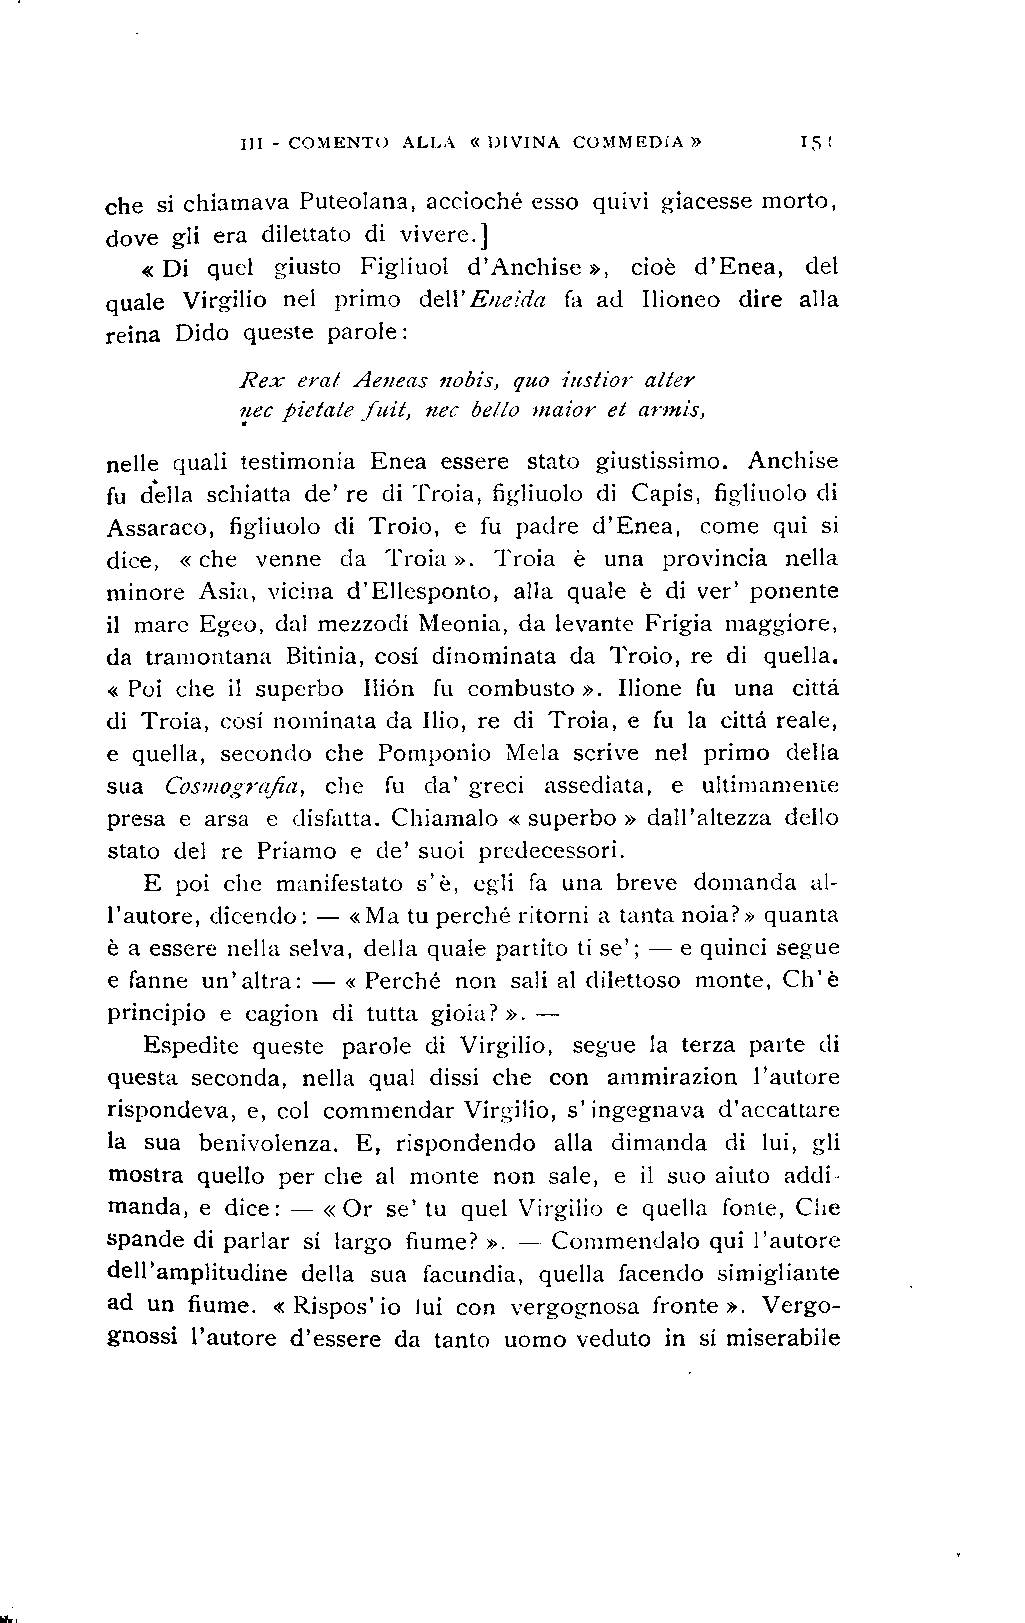 III - COMENTO ALLA « DIVINA COMMEDÍA » 151
che si chiamava Puteolana, accioché esso quivi giacesse morto,
dove gli era dilettato di vivere.]
« Di quel giusto Figliuol d'Anchise », cioè d'Enea, del
quale Virgilio nel primo dell'Eneida fa ad Ilioneo dire alla
reina Dido queste parole:
Rex erat Aeneas nobis, quo iustior alter
nec pietate fuit, nec bello maior et armis,
nelle quali testimonia Enea essere stato giustissimo. Anchise
fu della schiatta de' re di Troia, figliuolo di Capis, figliuolo di
Assaraco, figliuolo di Troio, e fu padre d'Enea, come qui si
dice, « che venne da Troia ». Troia è una provincia nella
minore Asia, vicina d'Ellesponto, alla quale è di ver' ponente
il mare Egeo, dal mezzodí Meonia, da levante Frigia maggiore,
da tramontana Bitinia, cosí dinominata da Troio, re di quella.
« Poi che il superbo Ilión fu combusto ». Ilione fu una cittá
di Troia, cosí nominata da Ilio, re di Troia, e fu la cittá reale,
e quella, secondo che Pomponio Mela scrive nel primo della
sua Cosmografia, che fu da' greci assediata, e ultimamente
presa e arsa e disfatta. Chiamalo « superbo » dall'altezza dello
stato del re Priamo e de' suoi predecessori.
E poi che manifestato s'è, egli fa una breve domanda al-
l'autore, dicendo: — «Ma tu perché ritorni a tanta noia?» quanta
è a essere nella selva, della quale partito ti se'; — e quinci segue
e fanne un'altra: — « Perché non sali al dilettoso monte, Ch'è
principio e cagion di tutta gioia? ». —
Espedite queste parole di Virgilio, segue la terza parte di
questa seconda, nella qual dissi che con ammirazion l'autore
rispondeva, e, col commendar Virgilio, s'ingegnava d'accattare
la sua benivolenza. E, rispondendo alla dimanda di lui, gli
mostra quello per che al monte non sale, e il suo aiuto addi-
manda, e dice: — « Or se' tu quel Virgilio e quella fonte, Che
spande di parlar sí largo fiume? ». — Commendalo qui l'autore
dell'amplitudine della sua facundia, quella facendo simigliante
ad un fiume. « Rispos'io lui con vergognosa fronte ». Vergo-
gnossi l'autore d'essere da tanto uomo veduto in sí miserabile